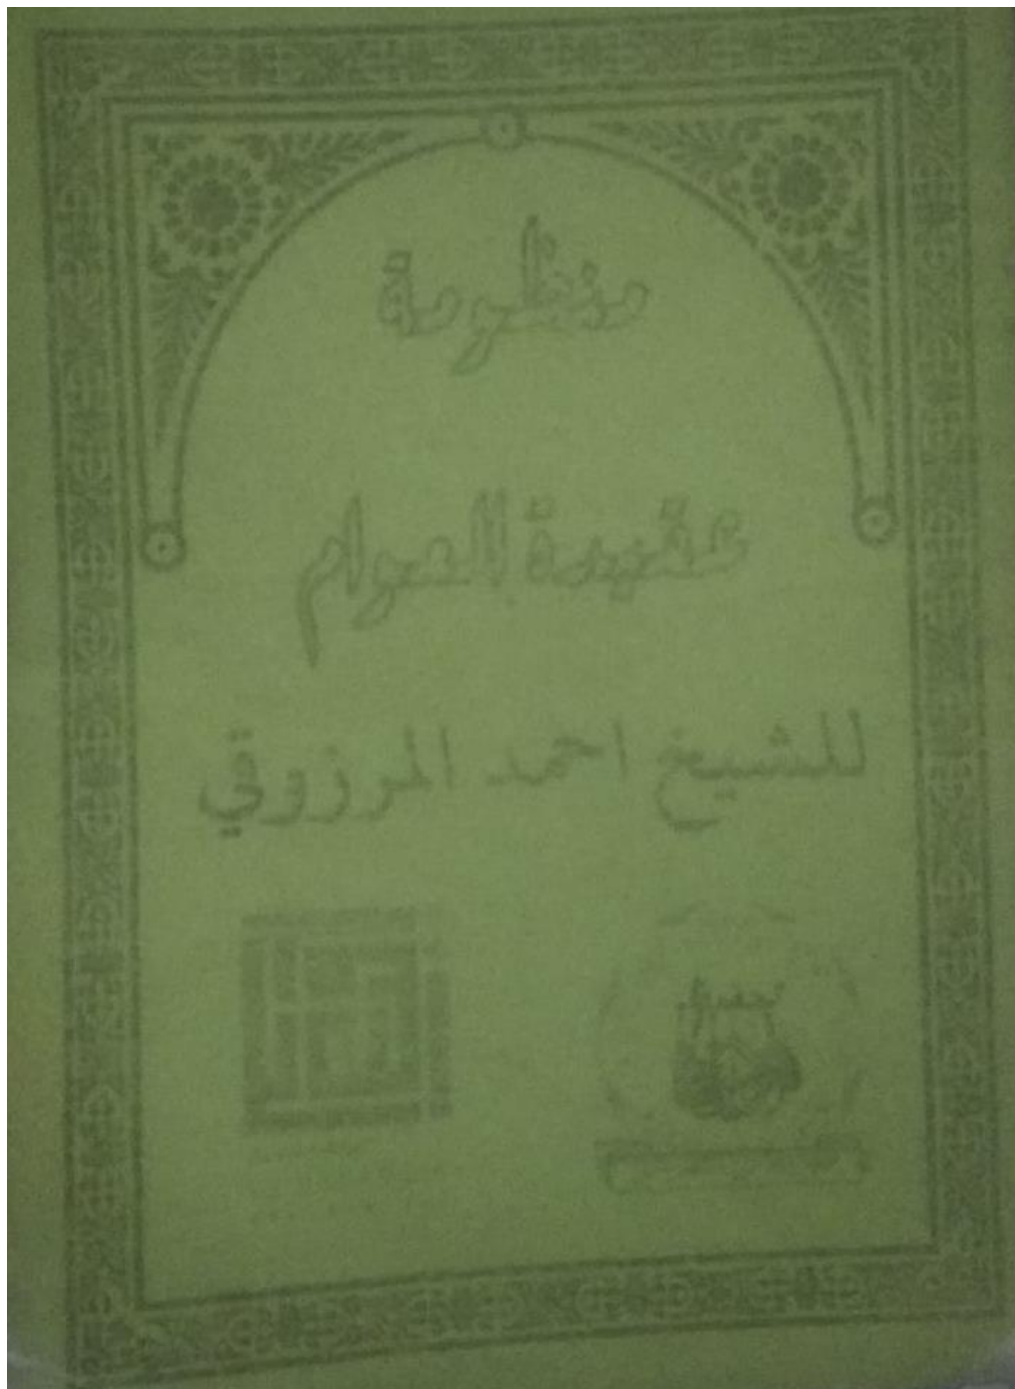 منظومة
عقيدة العوام
للشيخ احمد المرزوقي